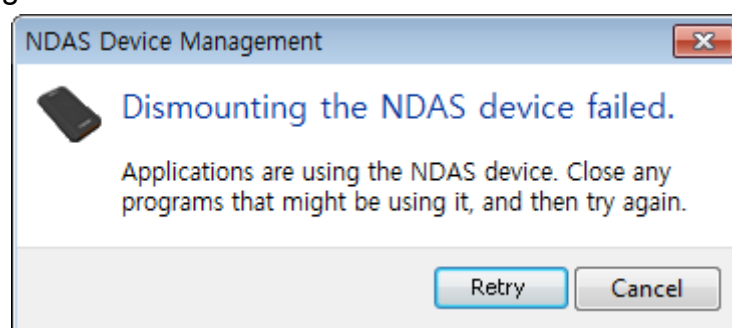 NDAS Device Management
Dismounting the NDAS device failed.
Applications are using the NDAS device. Close any
programs that might be using it, and then try again.
Retry Cancel